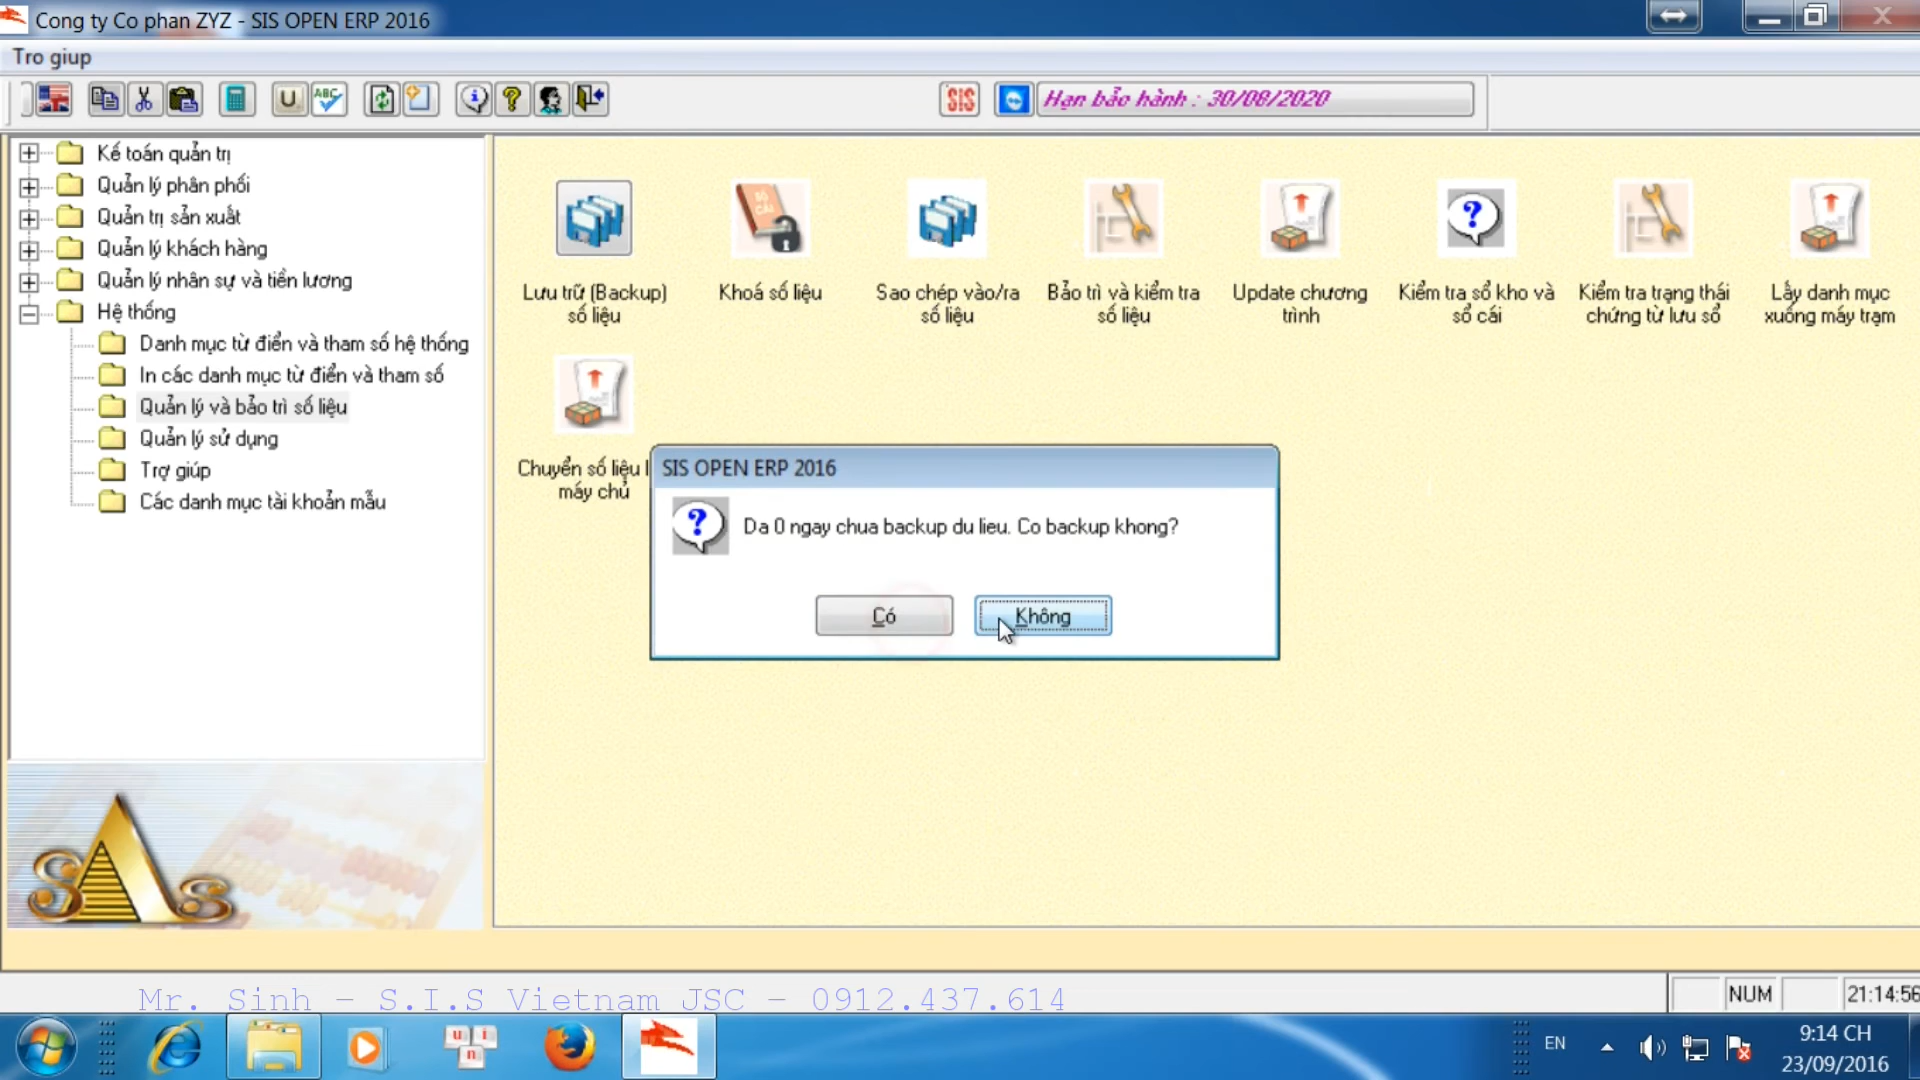 Cong ty Co phan ZYZ - SIS OPEN ERP 2016
Tro giup
U
ABC
SIS
Hạn bảo hành : 30/08/2020
Kế toán quản trị
Quản lý phân phối
Quản trị sản xuất
Quản lý khách hàng
Quản lý nhân sự và tiền lương
Hệ thống
Danh mục từ điển và tham số hệ thống
In các danh mục từ điển và tham số
Quản lý và bảo trì số liệu
Quản lý sử dụng
Trợ giúp
Các danh mục tài khoản mẫu
Lưu trữ (Backup)
số liệu
SỔ
CÁI
Khoá số liệu
Sao chép vào/ra
số liệu
Bảo trì và kiểm tra
số liệu
Update chương
trình
Kiểm tra sổ kho và
sổ cái
Kiểm tra trạng thái
chứng từ lưu sổ
Lấy danh mục
xuống máy trạm
Chuyển số liệu l
máy chủ
SIS OPEN ERP 2016
Da 0 ngay chua backup du lieu. Co backup khong?
Có
Không
SAS
Mr. Sinh - S.I.S Vietnam JSC - 0912.437.614
NUM
21:14:56
u n i
EN
9:14 CH
23/09/2016